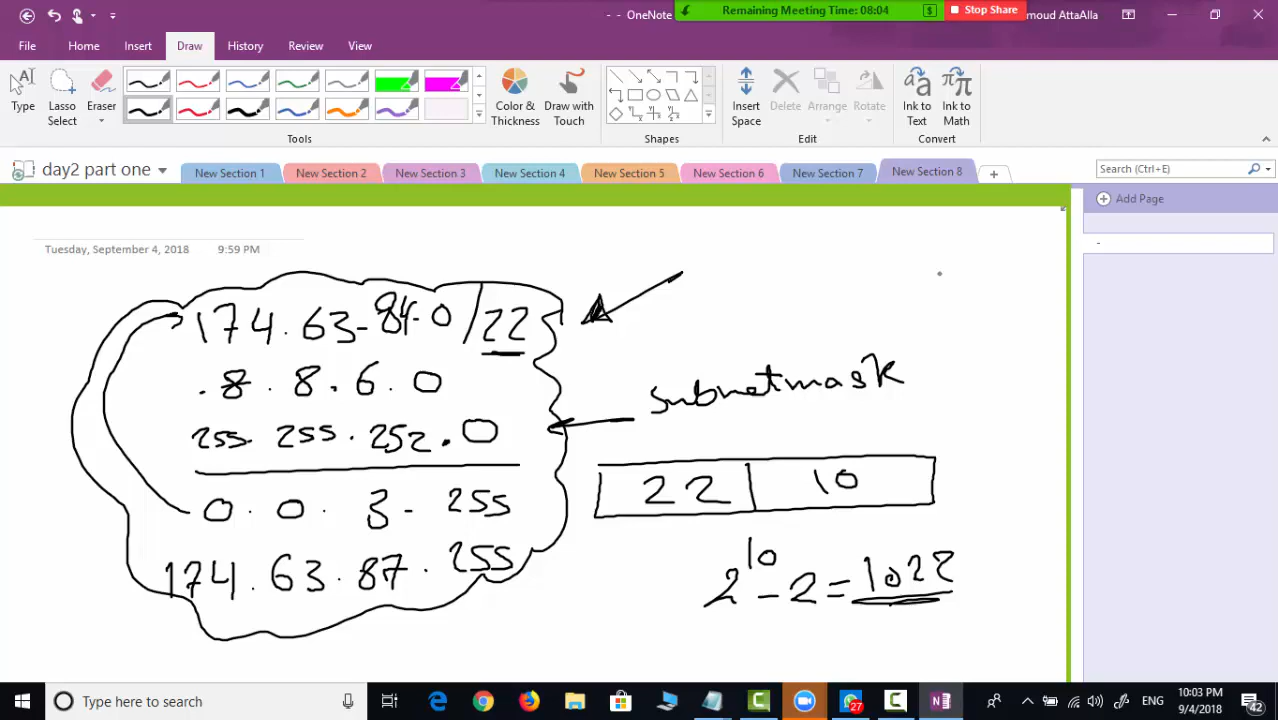 - - OneNote
Remaining Meeting Time: 08:04
$
Stop Share
moud AttaAlla
File Home Insert Draw History Review View
Type
Lasso Select
Eraser
Color & Thickness
Draw with Touch
Insert Space
Delete
Arrange
Rotate
Ink to Text
Ink to Math
Tools
Shapes
Edit
Convert
day2 part one
New Section 1
New Section 2
New Section 3
New Section 4
New Section 5
New Section 6
New Section 7
New Section 8
Search (Ctrl+E)
Add Page
-
Tuesday, September 4, 2018 9:59 PM
174.63-84.0/22
.8.8.6.0
subnetmask
255.255.252.0
22 10
0.0.3-255
174.63.87.255
2^10-2=1022
Type here to search
27
ENG
10:03 PM
9/4/2018
42